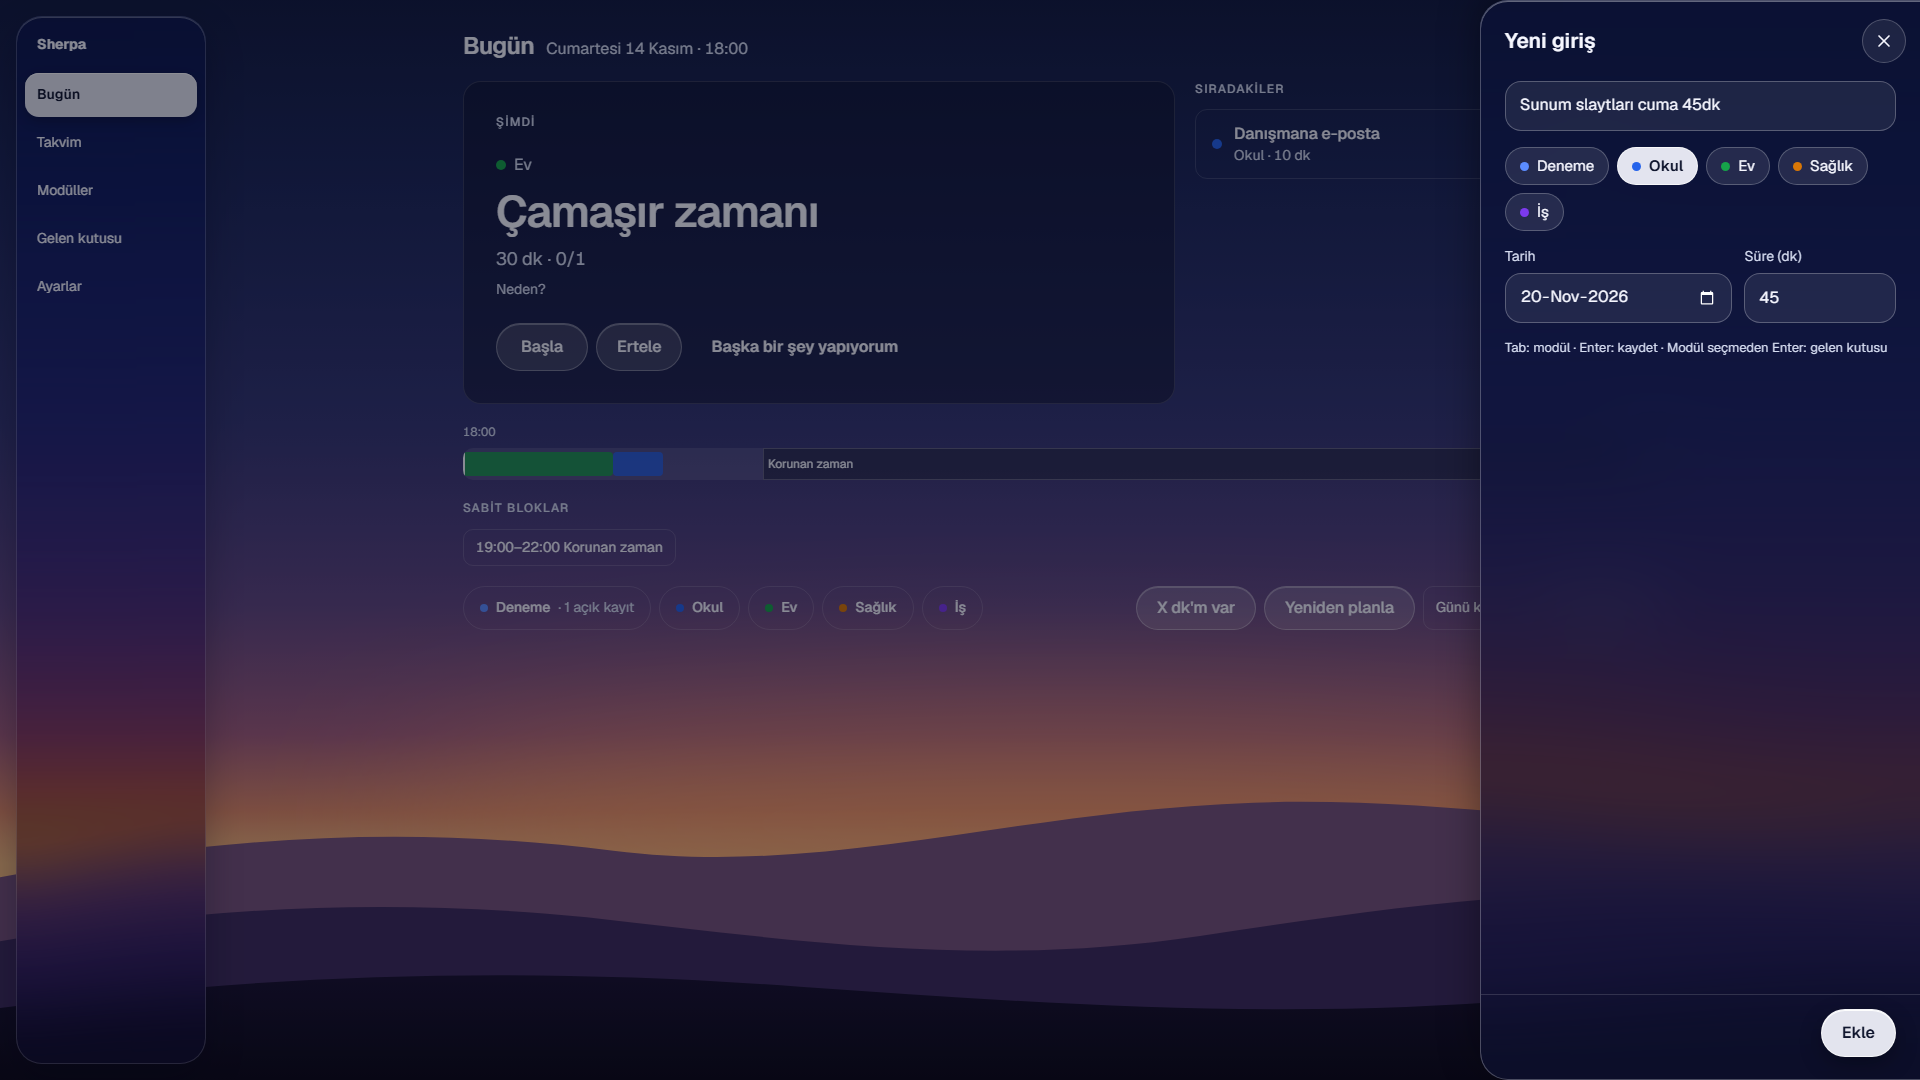 Sherpa
Bugün
Takvim
Modüller
Gelen kutusu
Ayarlar
Bugün Cumartesi 14 Kasım · 18:00
ŞİMDİ
Ev
Çamaşır zamanı
30 dk · 0/1
Neden?
Başla Ertele Başka bir şey yapıyorum
SIRADAKİLER
Danışmana e-posta
Okul · 10 dk
18:00
Korunan zaman
SABİT BLOKLAR
19:00–22:00 Korunan zaman
Deneme · 1 açık kayıt Okul Ev Sağlık İş X dk'm var Yeniden planla Günü k
Yeni giriş
Sunum slaytları cuma 45dk
Deneme Okul Ev Sağlık
İş
Tarih Süre (dk)
20-Nov-2026 45
Tab: modül · Enter: kaydet · Modül seçmeden Enter: gelen kutusu
Ekle